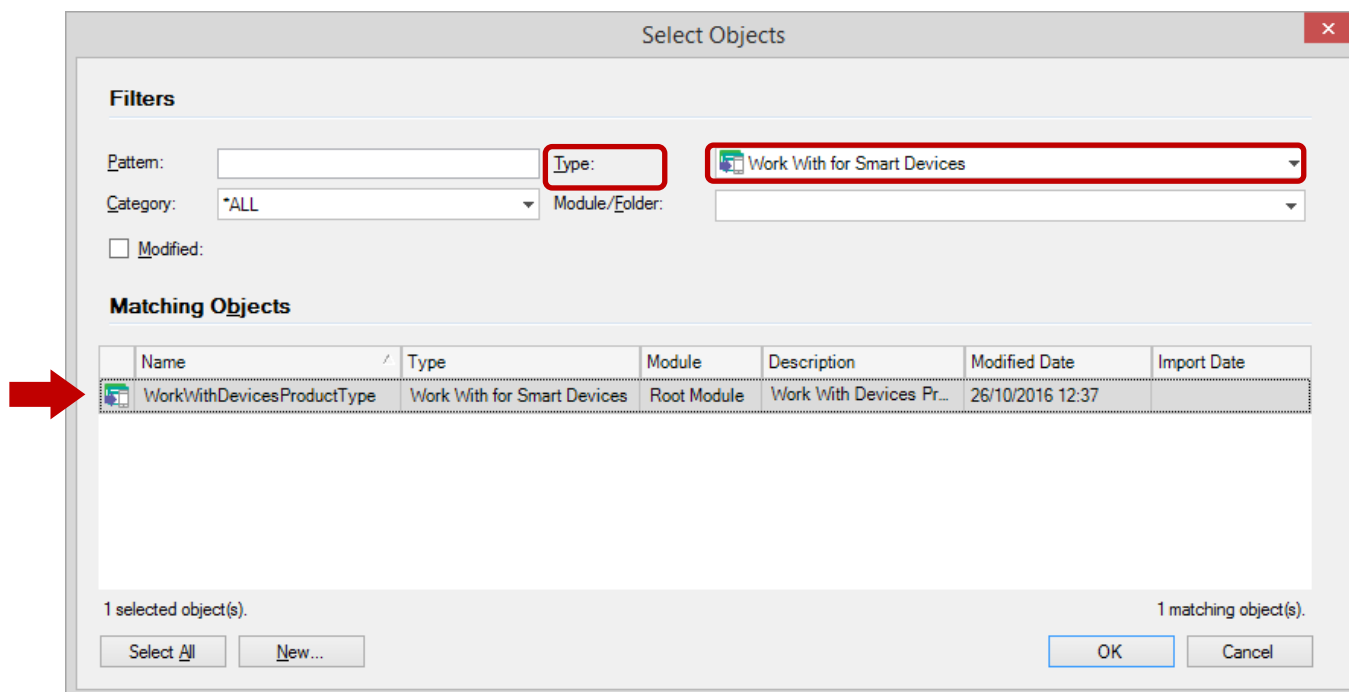 Select Objects
Filters
Pattern: Type: Work With for Smart Devices
Category: *ALL Module/Folder:
Modified:
Matching Objects
Name Type Module Description Modified Date Import Date
WorkWithDevicesProductType Work With for Smart Devices Root Module Work With Devices Pr... 26/10/2016 12:37
1 selected object(s). 1 matching object(s).
Select All New... OK Cancel